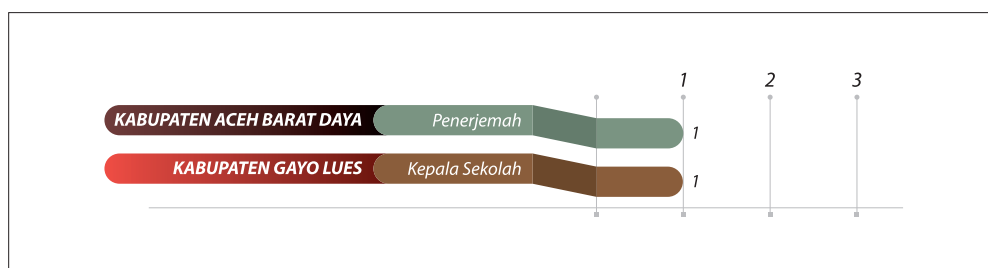 1 2 3
KABUPATEN ACEH BARAT DAYA Penerjemah 1
KABUPATEN GAYO LUES Kepala Sekolah 1